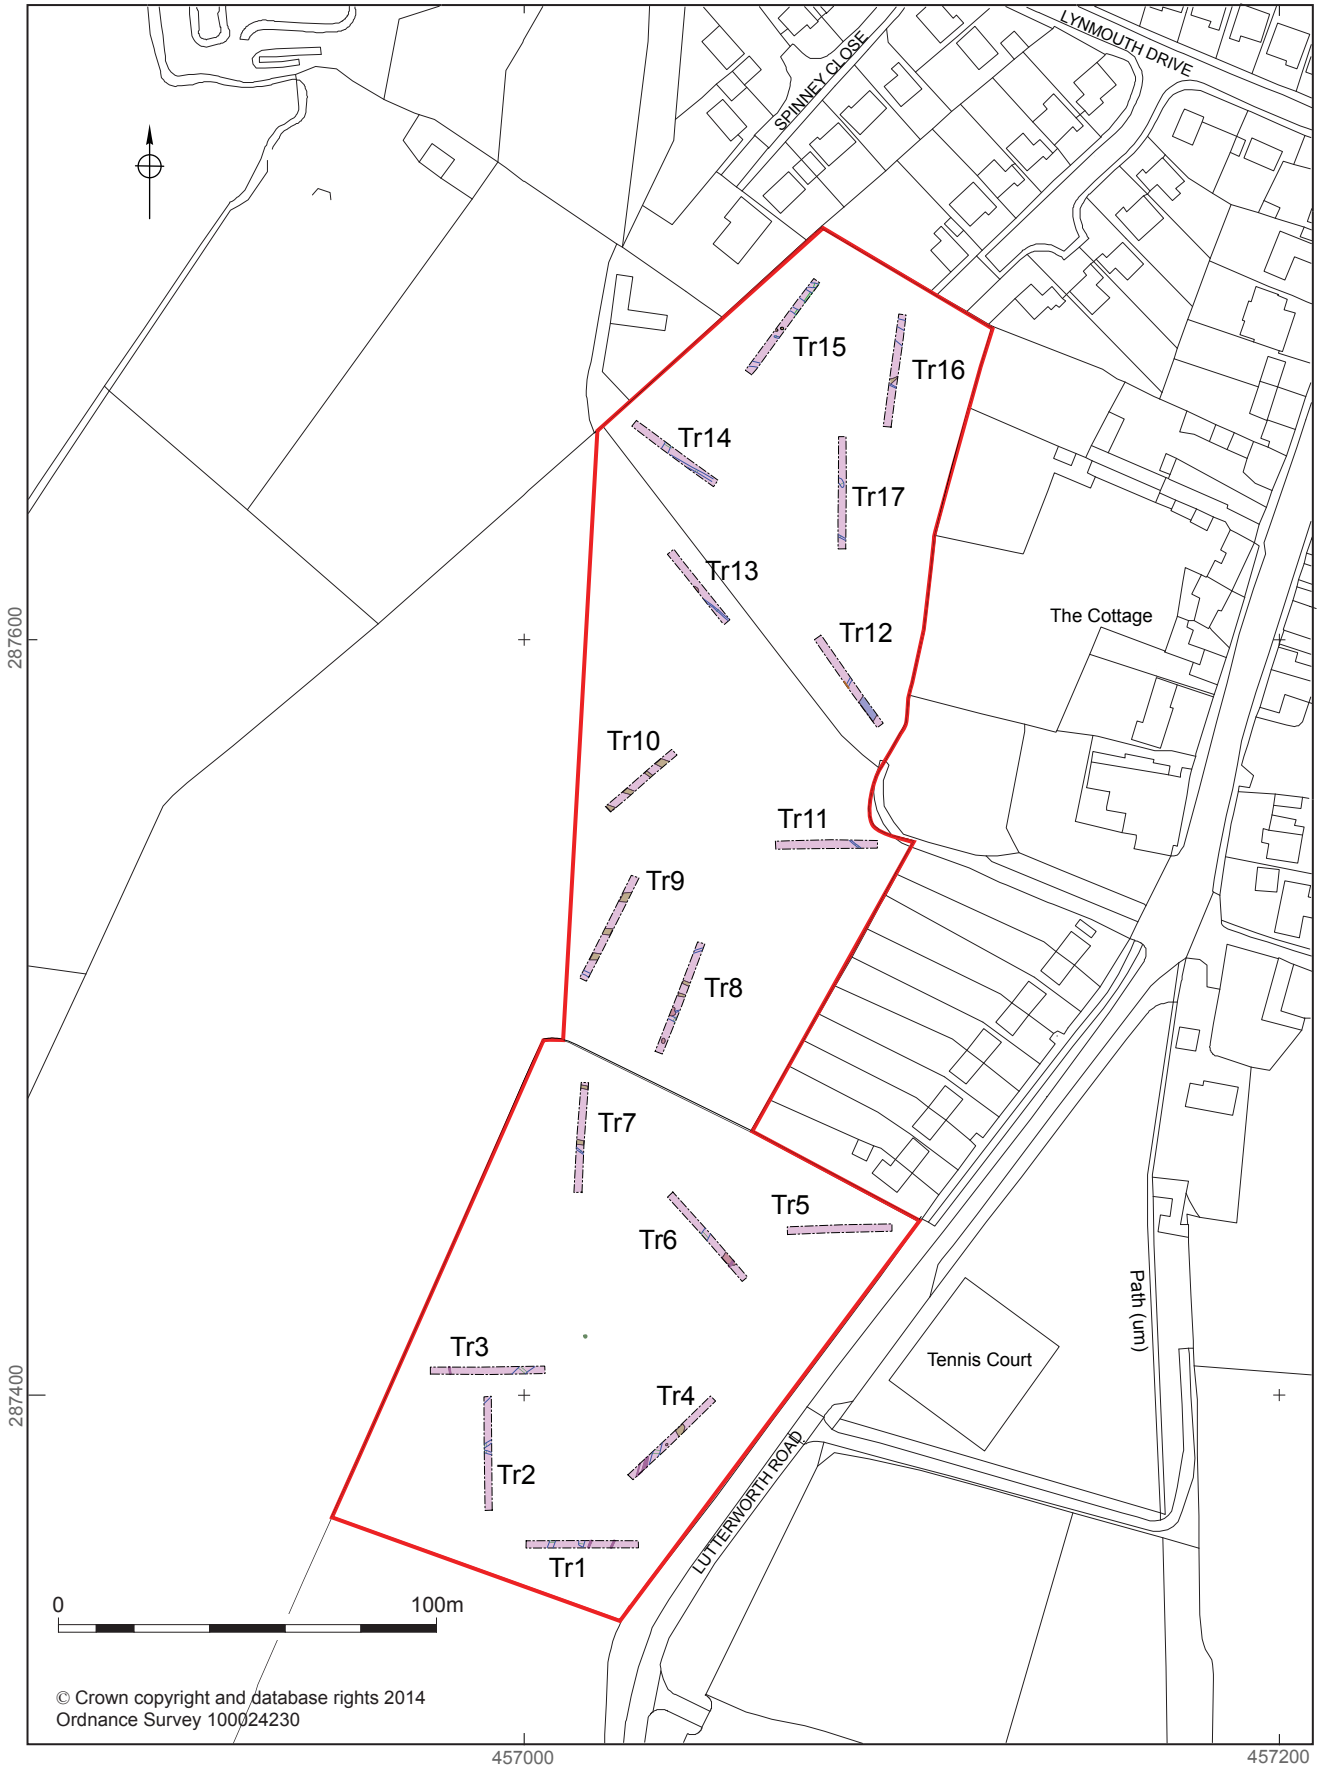 LYNMOUTH DRIVE
SPINNEY CLOSE
Tr15
Tr16
Tr14
Tr17
Tr13
287600
The Cottage
Tr12
Tr10
Tr11
Tr9
Tr8
Tr7
Tr5
Tr6
Path (um)
Tr3
Tennis Court
287400
Tr4
Tr2
LUTTERWORTH ROAD
Tr1
0 100m
© Crown copyright and database rights 2014
Ordnance Survey 100024230
457000
457200